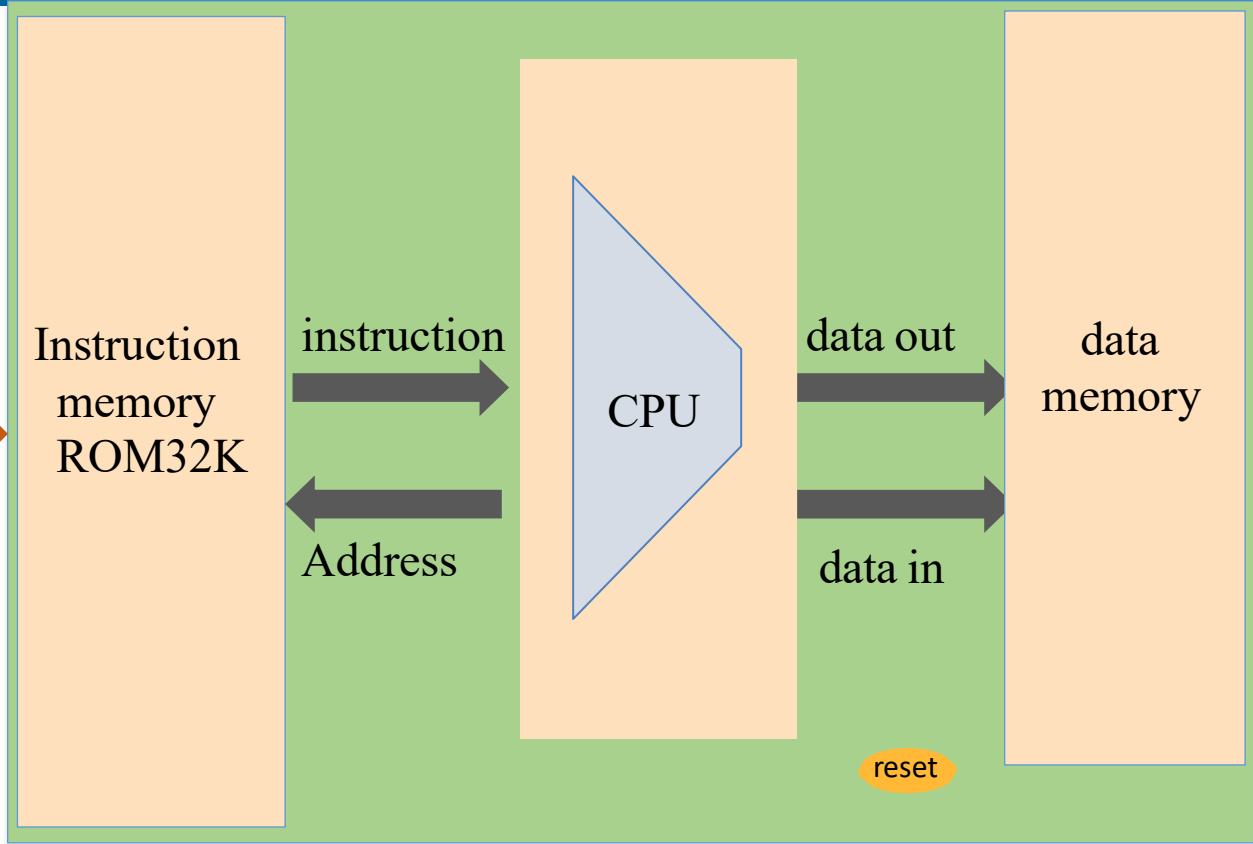 Instruction
memory
ROM32K
instruction
Address
CPU
data out
data in
data
memory
reset